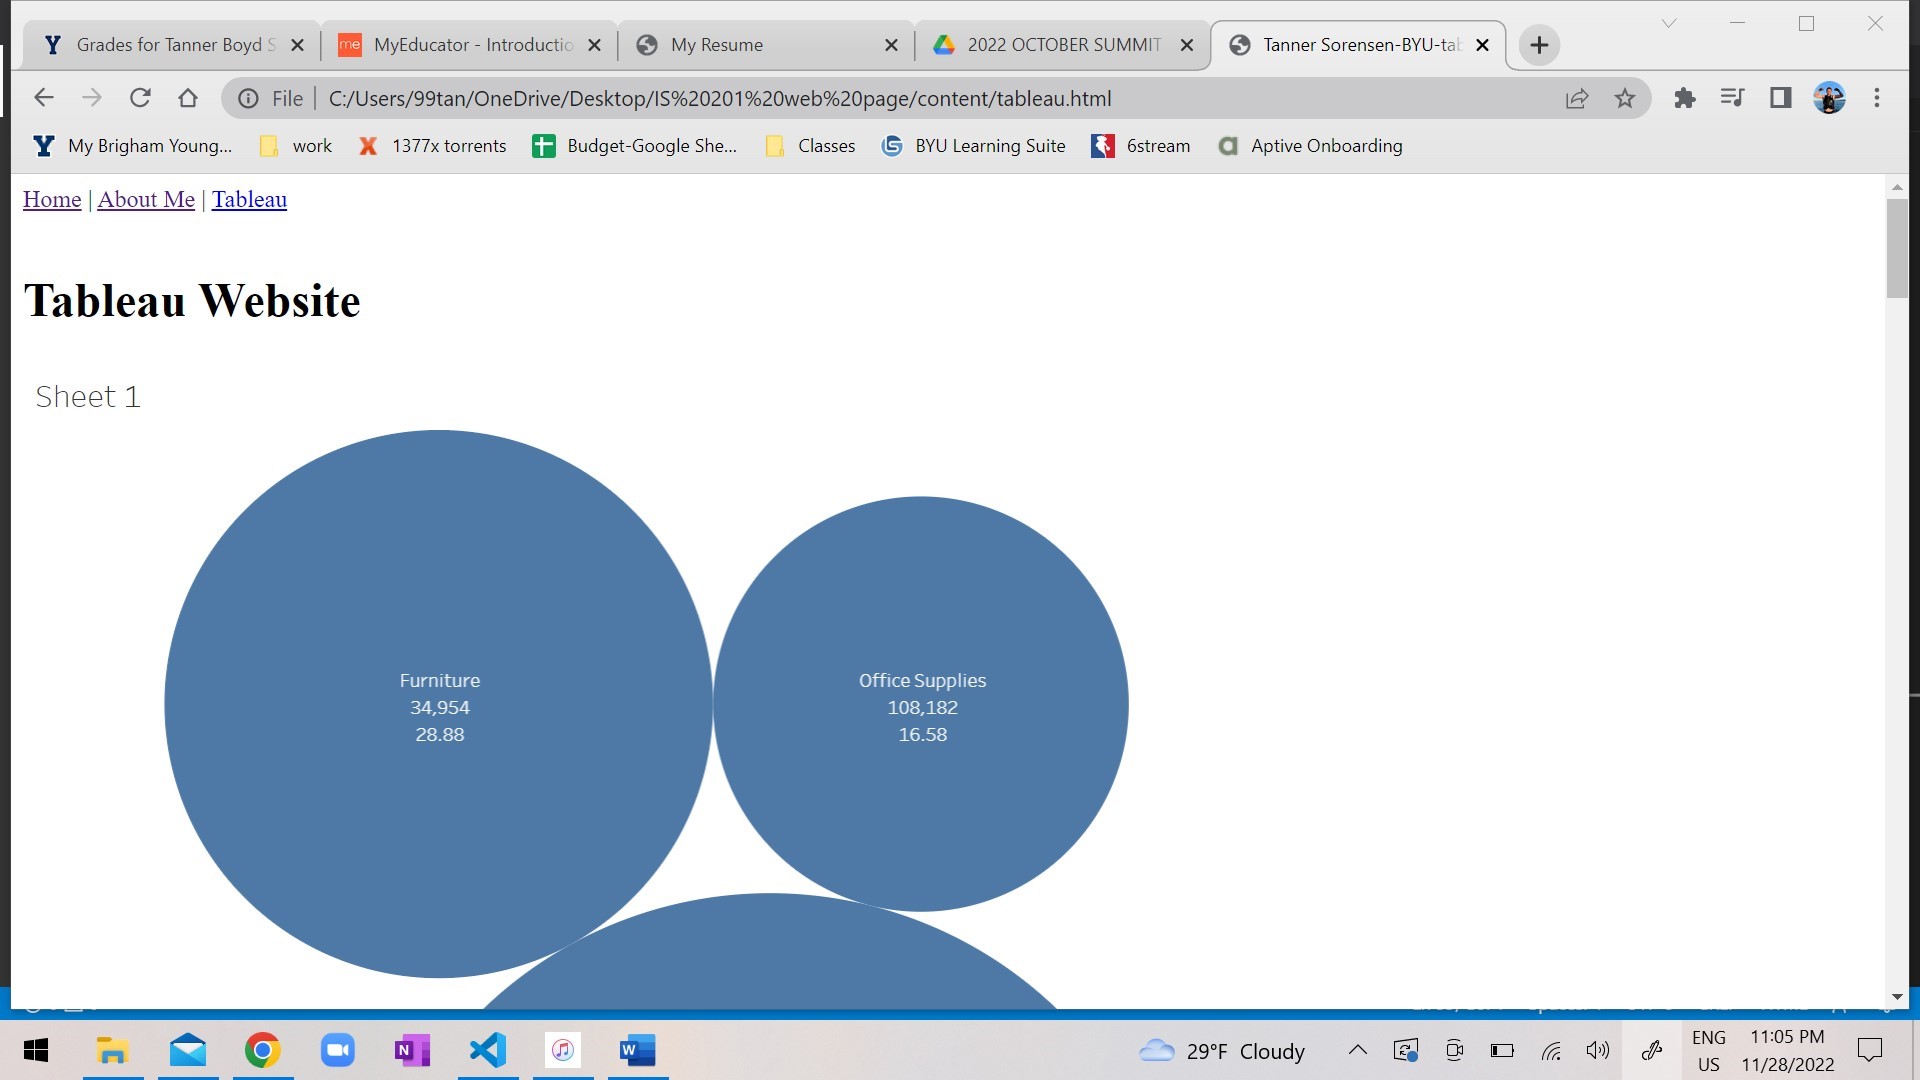 Grades for Tanner Boyd S
me MyEducator - Introductio
My Resume
2022 OCTOBER SUMMIT
Tanner Sorensen-BYU-tab
File | C:/Users/99tan/OneDrive/Desktop/IS%20201%20web%20page/content/tableau.html
My Brigham Young...
work
1377x torrents
Budget-Google She...
Classes
BYU Learning Suite
6stream
Aptive Onboarding
Home | About Me | Tableau
Tableau Website
Sheet 1
Furniture
34,954
28.88
Office Supplies
108,182
16.58
29°F Cloudy
ENG
US
11:05 PM
11/28/2022